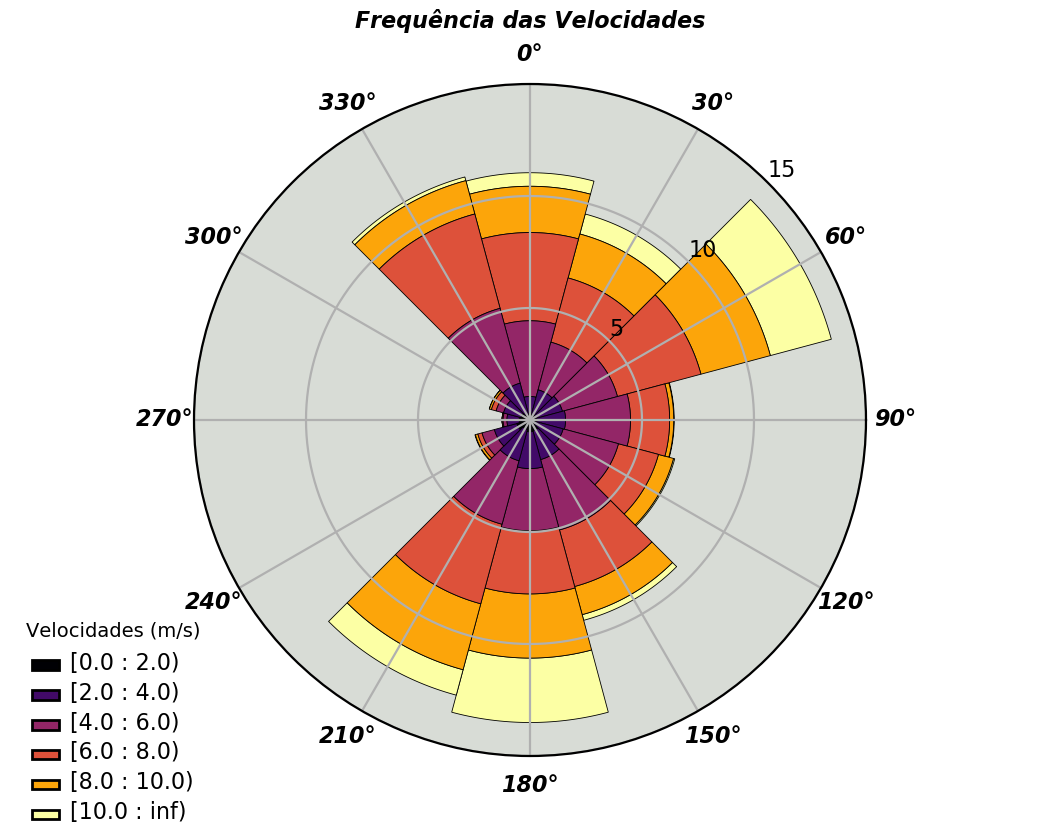 Frequência das Velocidades
0°
330°
30°
15
300°
60°
10
5
270°
90°
240°
120°
210°
150°
180°
Velocidades (m/s)
[0.0 : 2.0)
[2.0 : 4.0)
[4.0 : 6.0)
[6.0 : 8.0)
[8.0 : 10.0)
[10.0 : inf)